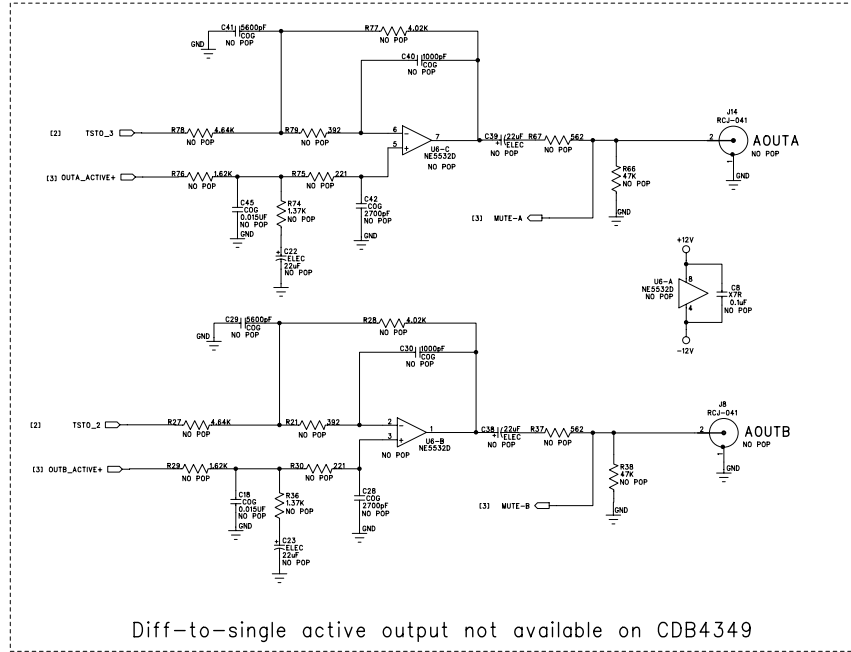 C41 5600pF
COG
NO POP
GND
R77 4.02K
NO POP
C40 1000pF
COG
NO POP
[2] TST0_3
R78 4.64K
NO POP
R79 392
NO POP
6
5
7
U6-C
NE5532D
NO POP
C39 22uF
ELEC
NO POP
R67 562
NO POP
J14
RCJ-041
2
1
AOUTA
NO POP
GND
[3] OUTA_ACTIVE+
R76 1.62K
NO POP
R75 221
NO POP
C45
COG
0.015UF
NO POP
GND
R74
1.37K
NO POP
C22
ELEC
22uF
NO POP
C42
COG
2700pF
NO POP
GND
[3] MUTE-A
R66
47K
NO POP
GND
+12V
U6-A
NE5532D
NO POP
8
4
C8
X7R
0.1uF
NO POP
-12V
C29 5600pF
COG
NO POP
GND
R28 4.02K
NO POP
C30 1000pF
COG
NO POP
[2] TST0_2
R27 4.64K
NO POP
R21 392
NO POP
2
3
1
U6-B
NE5532D
NO POP
C38 22uF
ELEC
NO POP
R37 562
NO POP
J8
RCJ-041
2
1
AOUTB
NO POP
GND
[3] OUTB_ACTIVE+
R29 1.62K
NO POP
R30 221
NO POP
C18
COG
0.015UF
NO POP
GND
R36
1.37K
NO POP
C23
ELEC
22uF
NO POP
C28
COG
2700pF
NO POP
GND
[3] MUTE-B
R38
47K
NO POP
GND
Diff-to-single active output not available on CDB4349